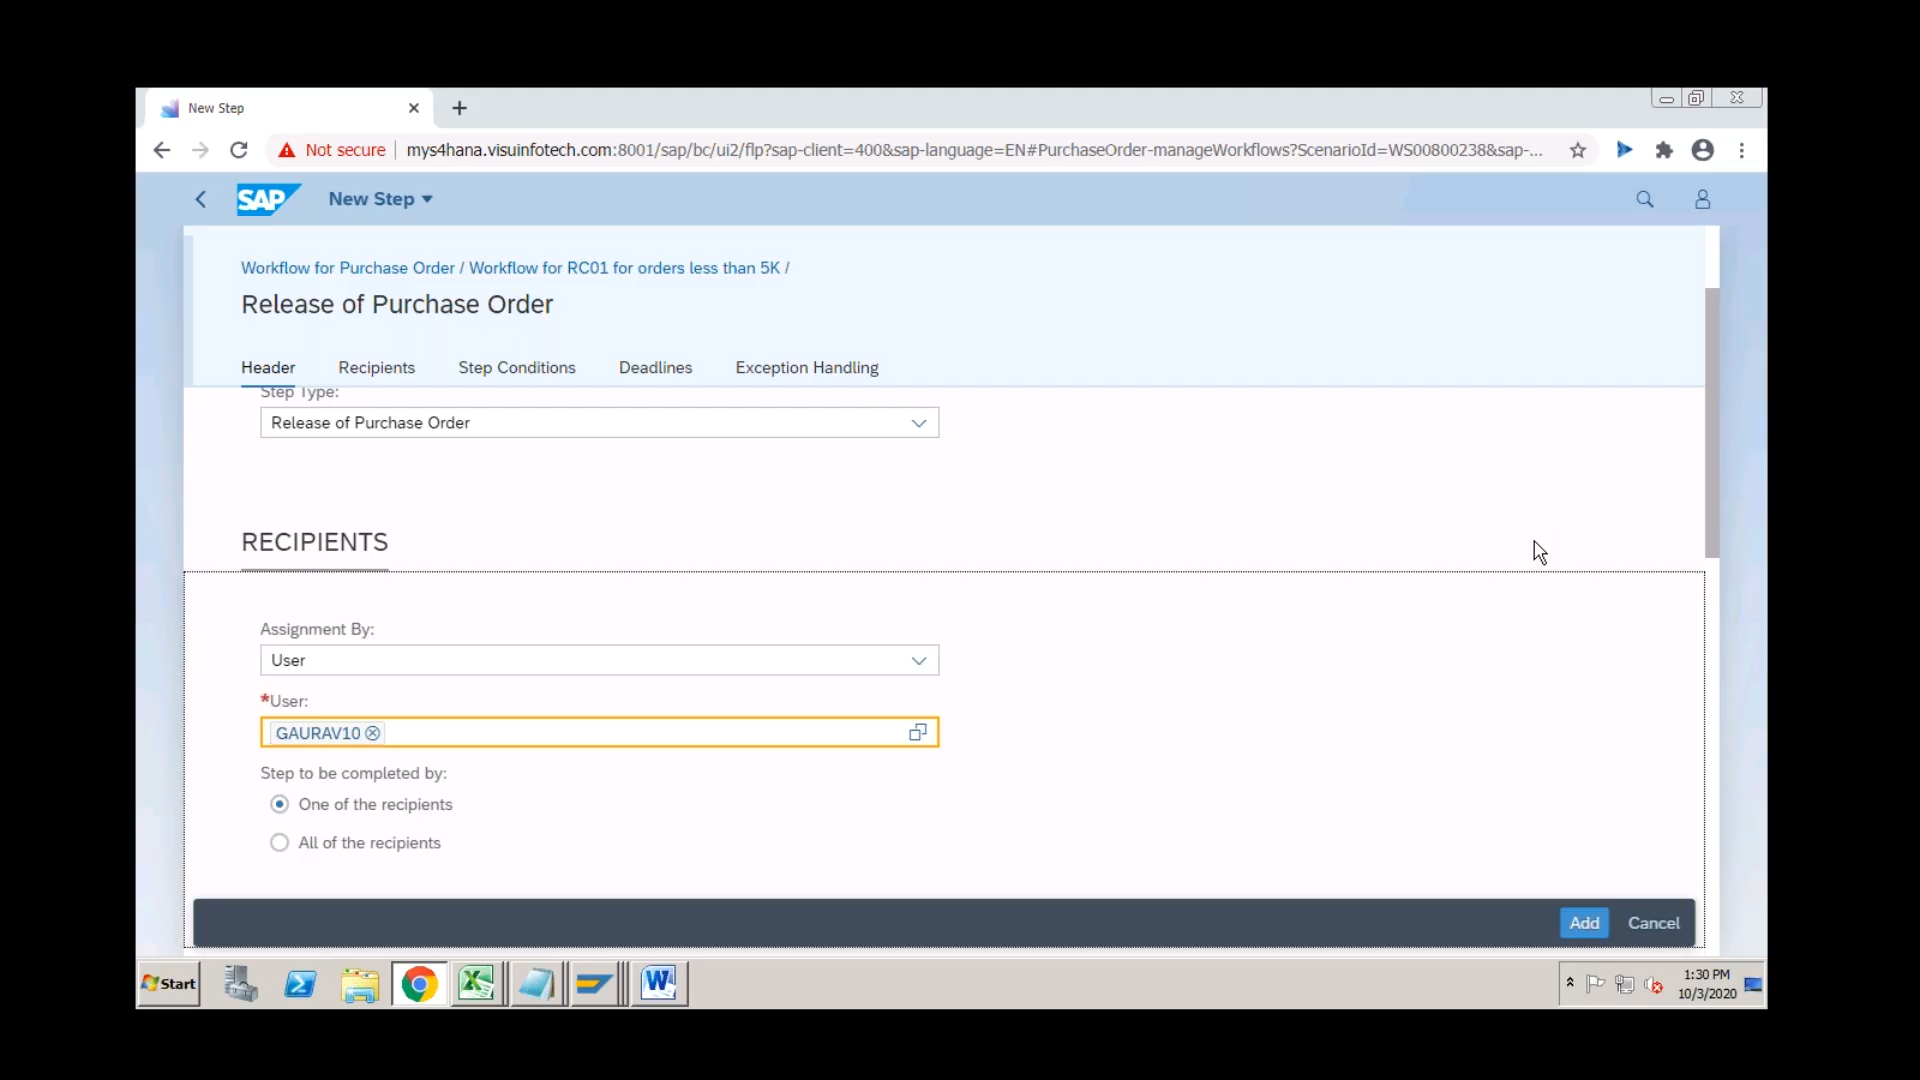 New Step
Not secure
mys4hana.visuinfotech.com:8001/sap/bc/ui2/flp?sap-client=400&sap-language=EN#PurchaseOrder-manageWorkflows?ScenarioId=WS00800238&sap-...
SAP New Step
Workflow for Purchase Order / Workflow for RC01 for orders less than 5K /
Release of Purchase Order
Header Recipients Step Conditions Deadlines Exception Handling
Step Type:
Release of Purchase Order
RECIPIENTS
Assignment By:
User
*User:
GAURAV10
Step to be completed by:
One of the recipients
All of the recipients
Add Cancel
Start
1:30 PM
10/3/2020